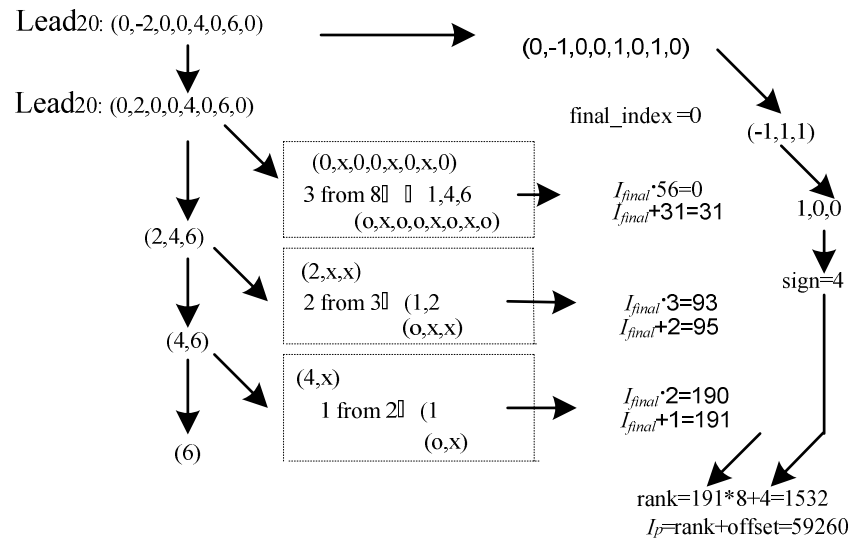 Lead20: (0,-2,0,0,4,0,6,0)
(0,-1,0,0,1,0,1,0)
Lead20: (0,2,0,0,4,0,6,0)
final_index =0
(-1,1,1)
(0,x,0,0,x,0,x,0)
3 from 8 1,4,6
(o,x,o,o,x,o,x,o)
Ifinal·56=0
Ifinal+31=31
1,0,0
(2,4,6)
(2,x,x)
2 from 3 (1,2
(o,x,x)
Ifinal·3=93
Ifinal+2=95
sign=4
(4,6)
(4,x)
1 from 2 (1
(o,x)
Ifinal·2=190
Ifinal+1=191
(6)
rank=191*8+4=1532
Ip=rank+offset=59260